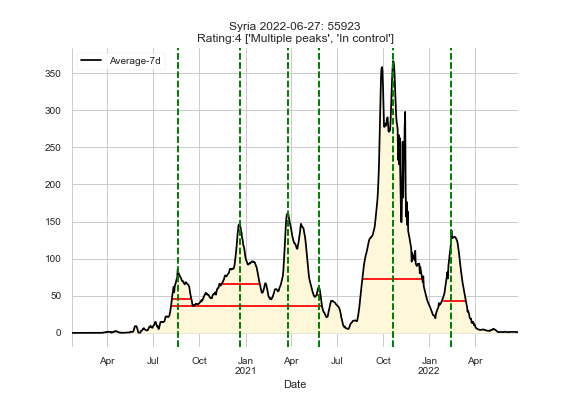 Syria 2022-06-27: 55923
Rating:4 ['Multiple peaks', 'In control']
Average-7d
350
300
250
200
150
100
50
0
Apr
Jul
Oct
Jan
2021
Apr
Jul
Oct
Jan
2022
Apr
Date